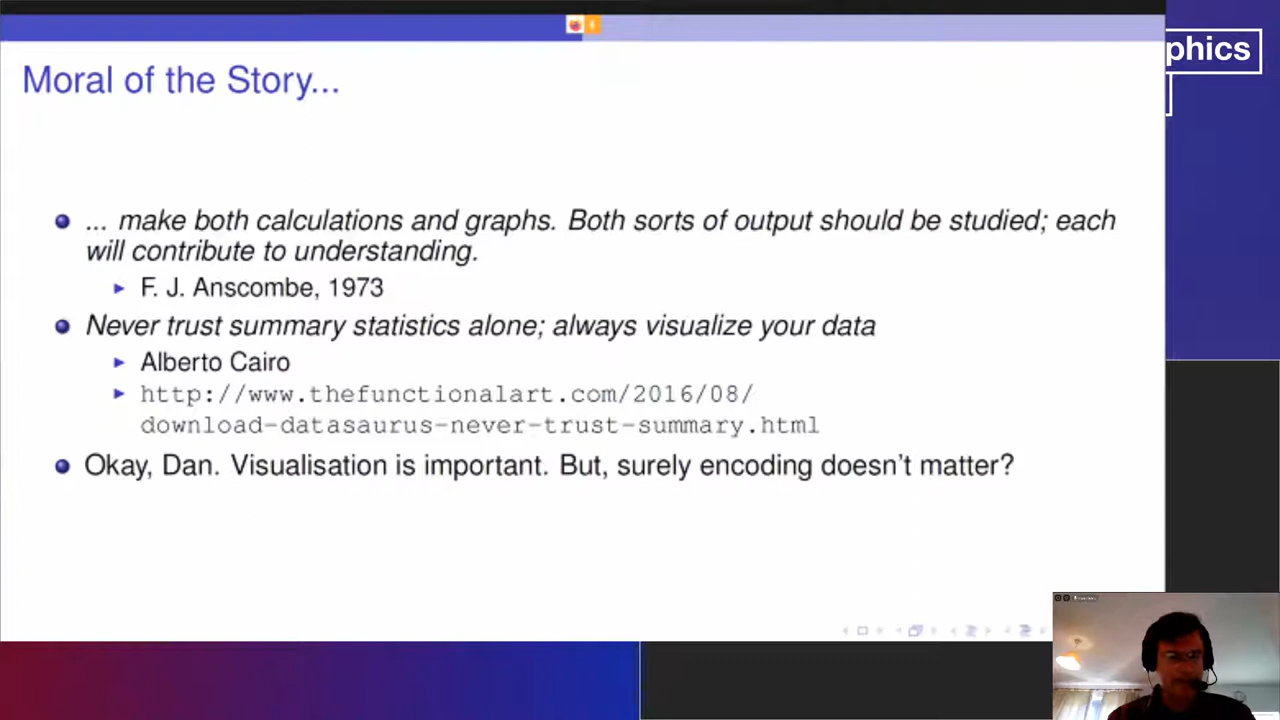 phics
Moral of the Story...
... make both calculations and graphs. Both sorts of output should be studied; each
will contribute to understanding.
F. J. Anscombe, 1973
Never trust summary statistics alone; always visualize your data
Alberto Cairo
http://www.thefunctionalart.com/2016/08/
download-datasaurus-never-trust-summary.html
Okay, Dan. Visualisation is important. But, surely encoding doesn't matter?